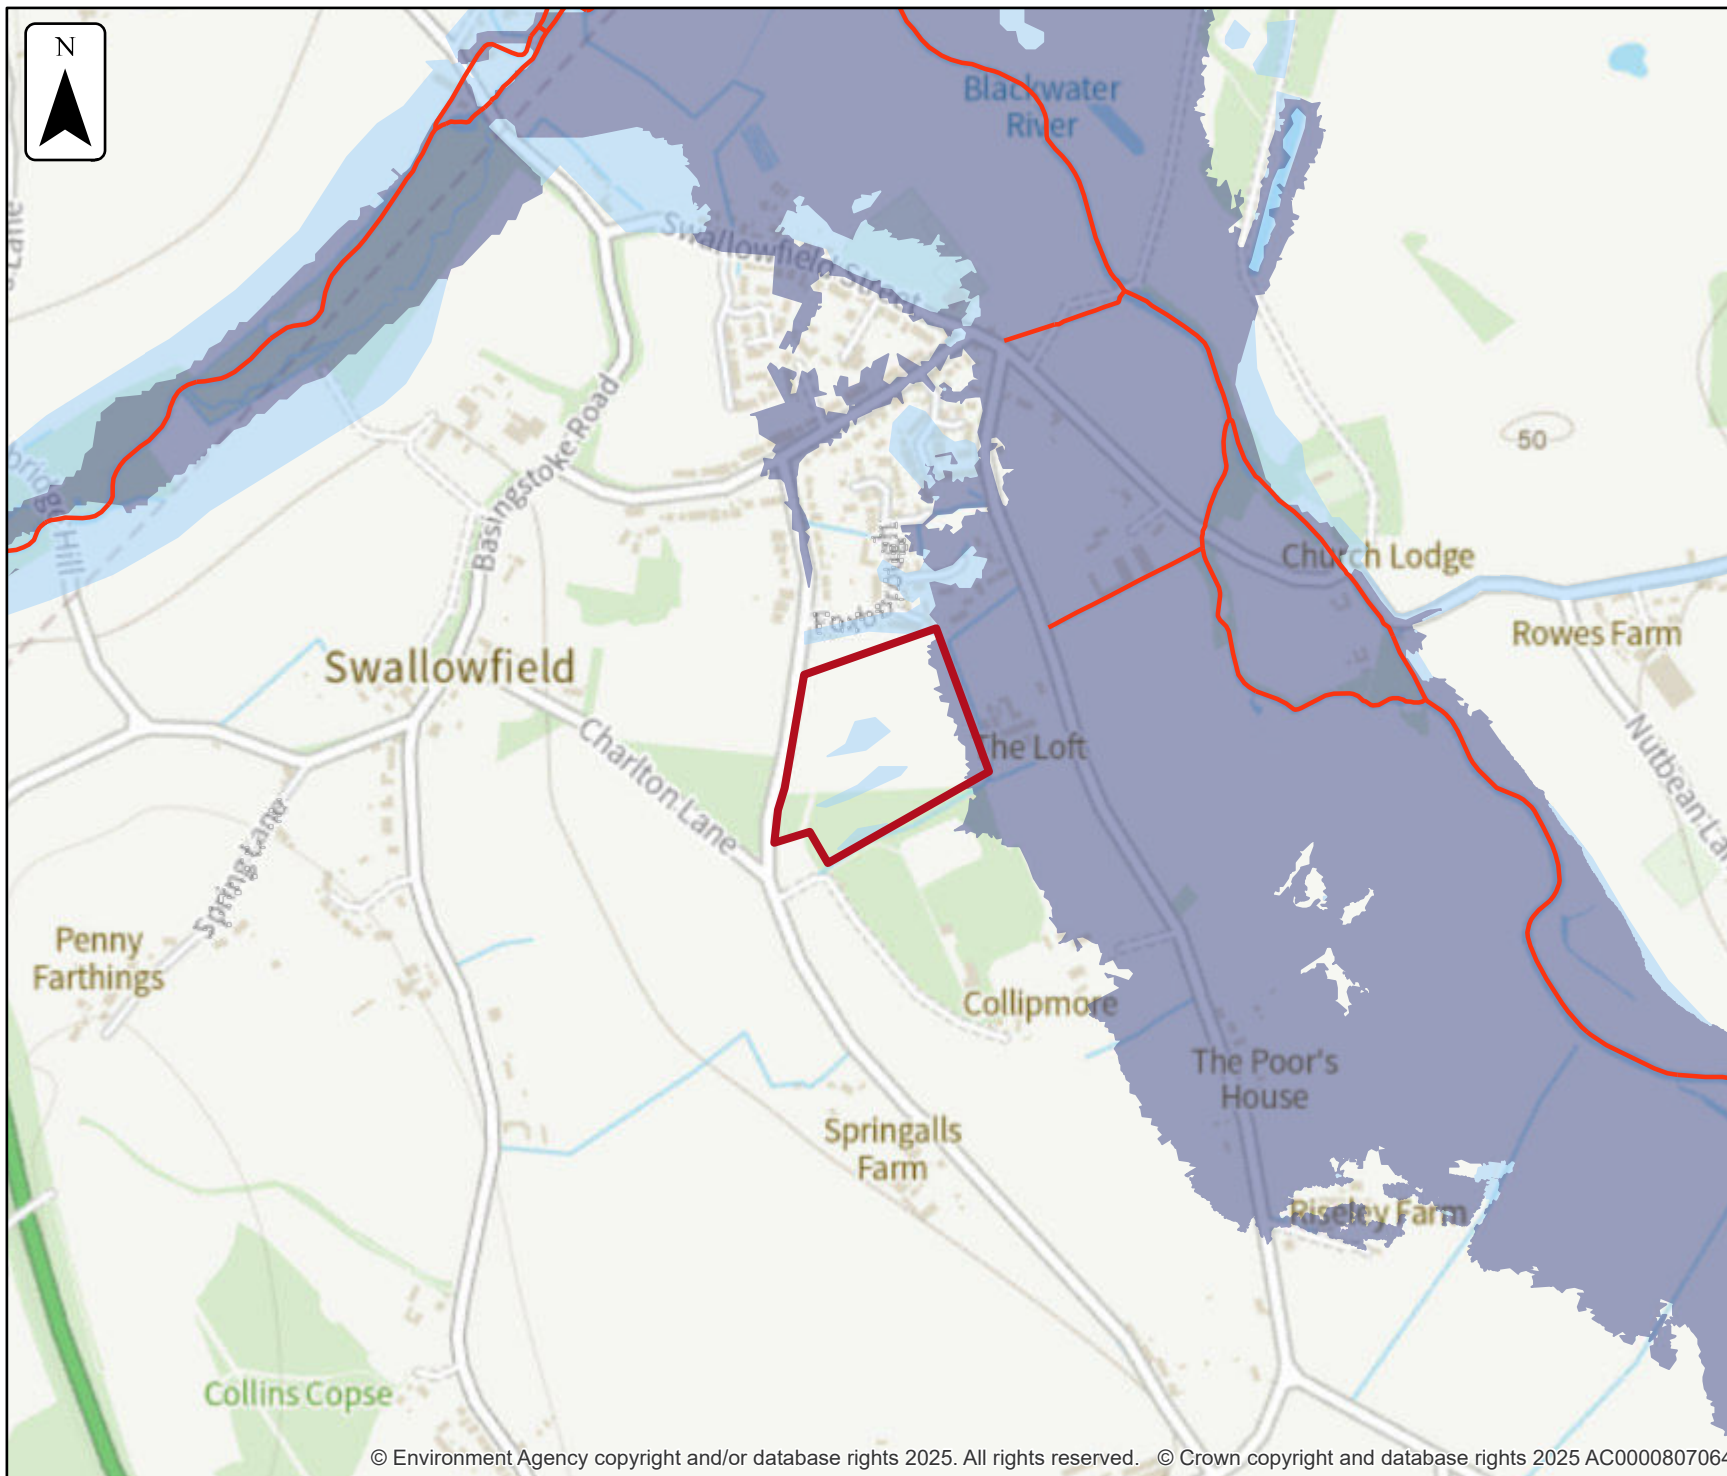 N
Blackwater
River
Swallowfield Street
Basingstoke Road
50
Church Lodge
Rowes Farm
Hill
Swallowfield
The Loft
Charlton Lane
Nutbean La
Spring Lane
Penny
Farthings
Collipmore
The Poor's
House
Springalls
Farm
Riseley Farm
Collins Copse
© Environment Agency copyright and/or database rights 2025. All rights reserved. © Crown copyright and database rights 2025 AC000080706